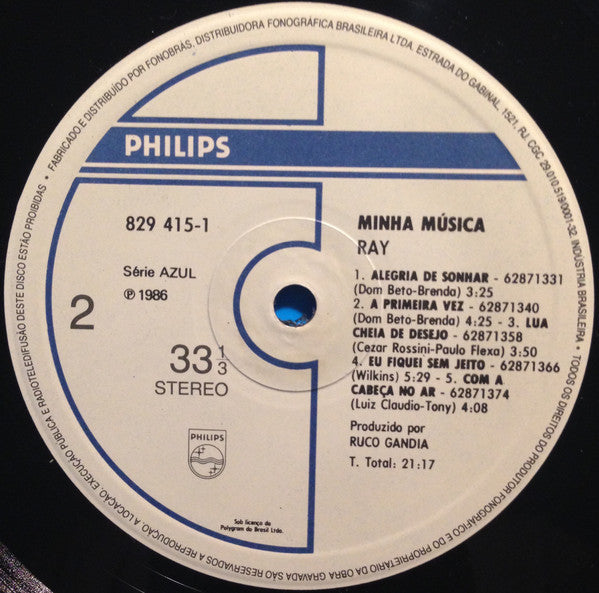 • FABRICADO E DISTRIBUÍDO POR FONOBRÁS, DISTRIBUIDORA FONOGRÁFICA BRASILEIRA LTDA. ESTRADA DO GABINAL, 1521, RJ. CGC 29.010.519/0001-32. INDÚSTRIA BRASILEIRA. • TODOS OS DIREITOS DO PRODUTOR FONOGRÁFICO E DO PROPRIETÁRIO DA OBRA GRAVADA SÃO RESERVADOS A REPRODUÇÃO, A LOCAÇÃO, EXECUÇÃO PÚBLICA E RADIOTELEDIFUSÃO DESTE DISCO ESTÃO PROIBIDAS
PHILIPS
829 415-1
Série AZUL
℗ 1986
2
33 1/3
STEREO
PHILIPS
Sob licença da
Polygram do Brasil Ltda.
MINHA MÚSICA
RAY
1. ALEGRIA DE SONHAR - 62871331
(Dom Beto-Brenda) 3:25
2. A PRIMEIRA VEZ - 62871340
(Dom Beto-Brenda) 4:25 - 3. LUA
CHEIA DE DESEJO - 62871358
(Cezar Rossini-Paulo Flexa) 3:50
4. EU FIQUEI SEM JEITO - 62871366
(Wilkins) 5:29 - 5. COM A
CABEÇA NO AR - 62871374
(Luiz Claudio-Tony) 4:08
Produzido por
RUCO GANDIA
T. Total: 21:17